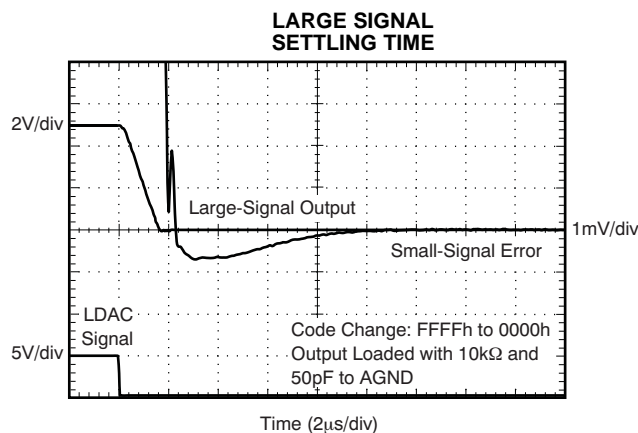 LARGE SIGNAL
SETTLING TIME
2V/div
Large-Signal Output
1mV/div
Small-Signal Error
LDAC
Signal
5V/div
Code Change: FFFFh to 0000h
Output Loaded with 10kΩ and
50pF to AGND
Time (2µs/div)